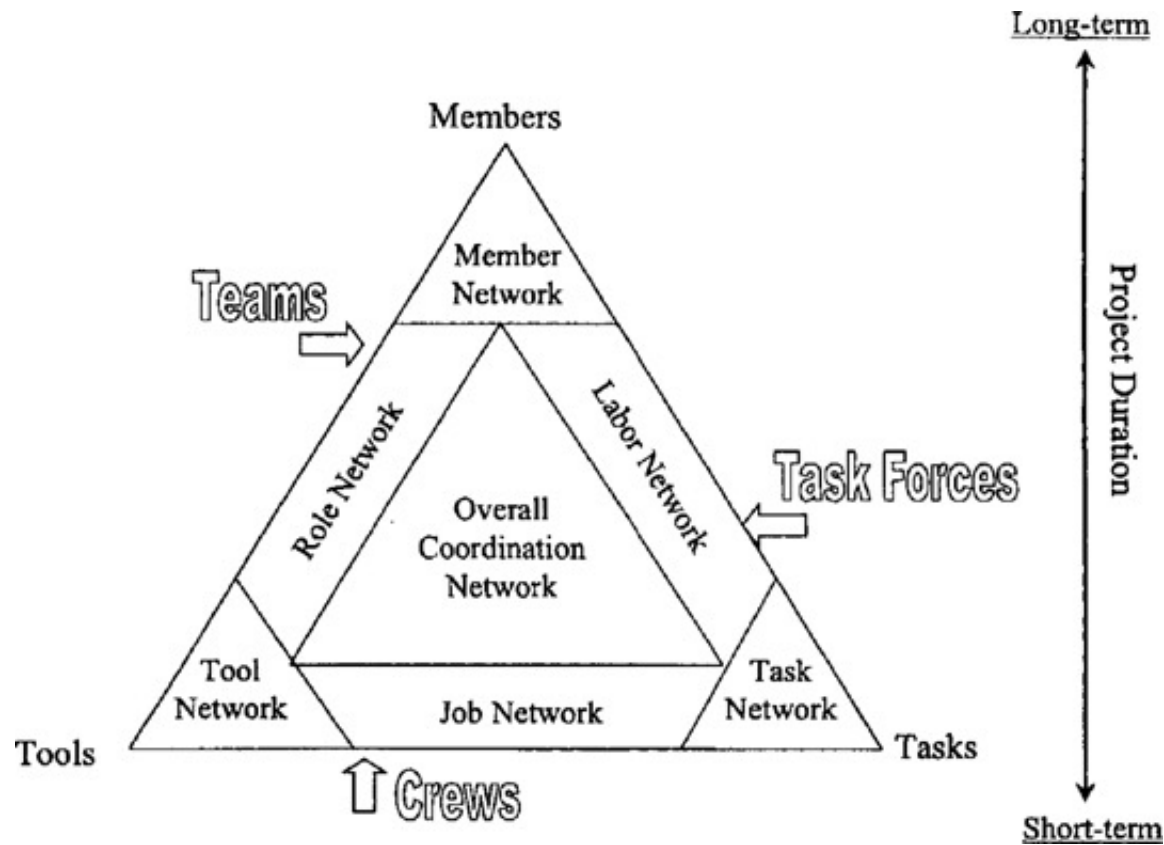 Long-term
Members
Member
Network
Teams
Project Duration
Role Network
Labor Network
Task Forces
Overall
Coordination
Network
Tool
Network
Task
Network
Job Network
Tools
Tasks
Crews
Short-term